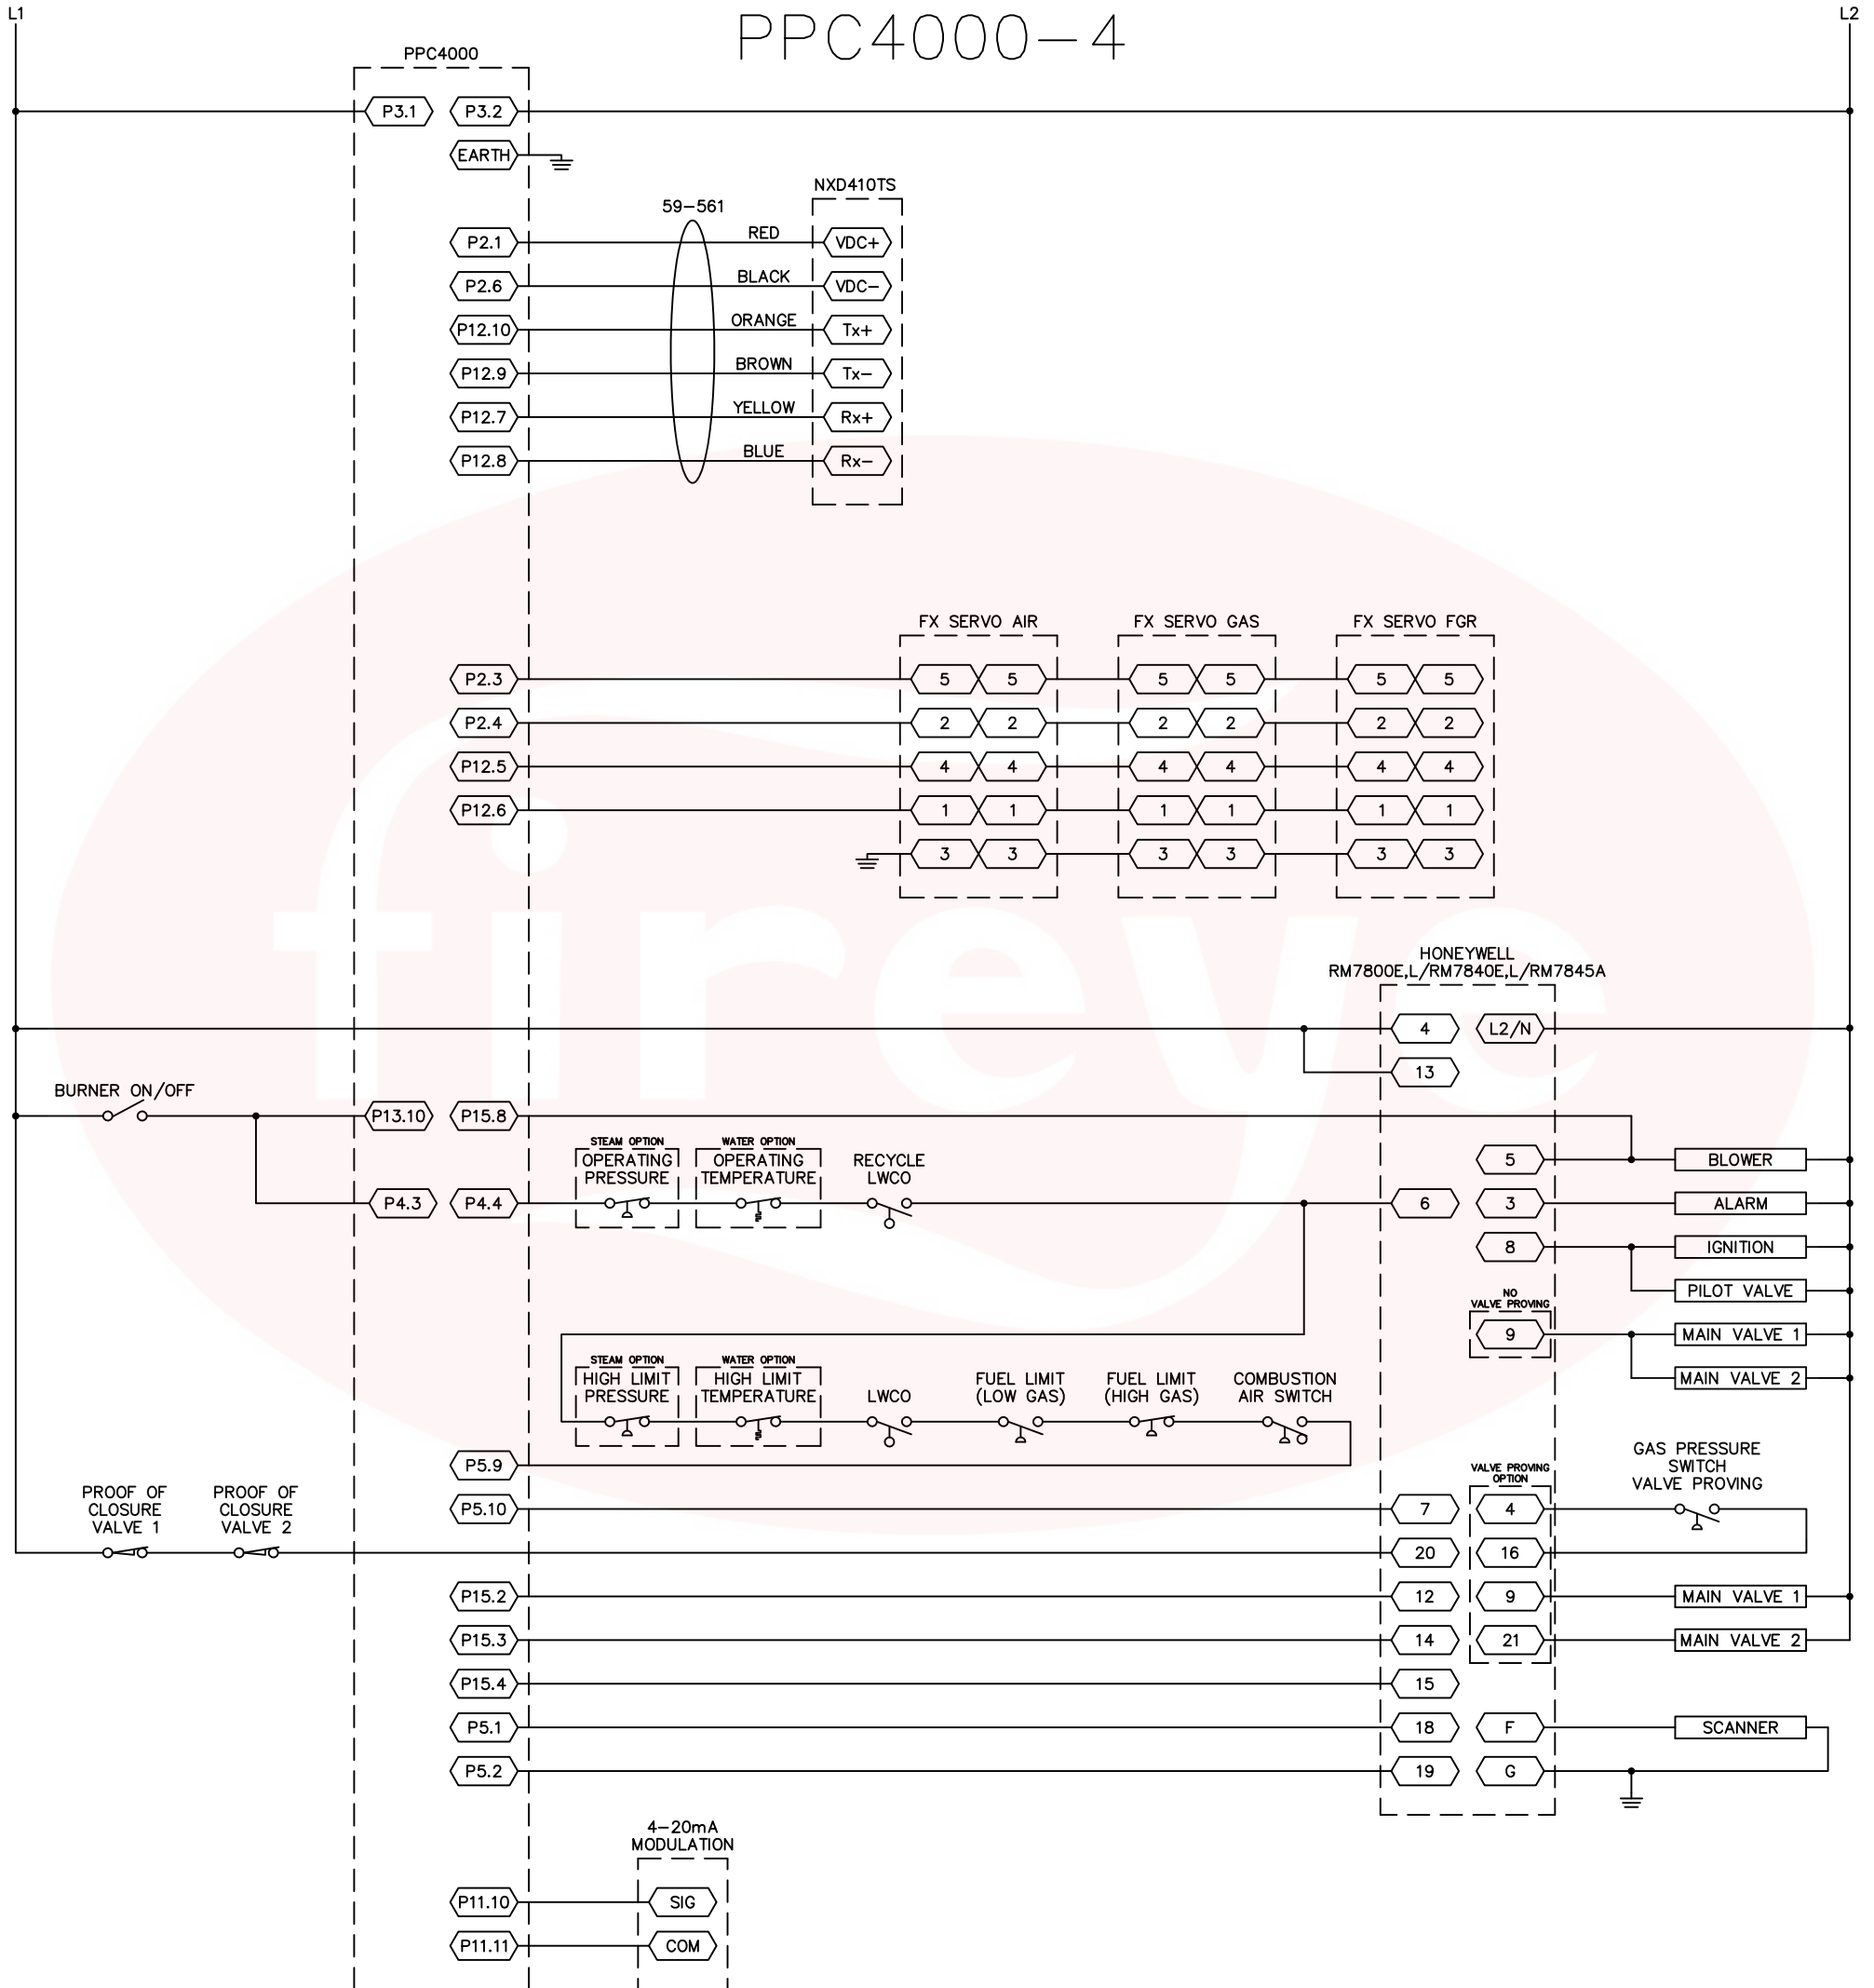 L1
PPC4000-4
L2
PPC4000
P3.1
P3.2
EARTH
59-561
NXD410TS
P2.1
RED
VDC+
P2.6
BLACK
VDC-
P12.10
ORANGE
Tx+
P12.9
BROWN
Tx-
P12.7
YELLOW
Rx+
P12.8
BLUE
Rx-
FX SERVO AIR
FX SERVO GAS
FX SERVO FGR
P2.3
5 5
5 5
5 5
P2.4
2 2
2 2
2 2
P12.5
4 4
4 4
4 4
P12.6
1 1
1 1
1 1
3 3
3 3
3 3
fireye
HONEYWELL
RM7800E,L/RM7840E,L/RM7845A
4
L2/N
13
BURNER ON/OFF
P13.10
P15.8
5
BLOWER
STEAM OPTION
OPERATING
PRESSURE
WATER OPTION
OPERATING
TEMPERATURE
RECYCLE
LWCO
P4.3
P4.4
6
3
ALARM
8
IGNITION
PILOT VALVE
NO
VALVE PROVING
9
MAIN VALVE 1
MAIN VALVE 2
STEAM OPTION
HIGH LIMIT
PRESSURE
WATER OPTION
HIGH LIMIT
TEMPERATURE
LWCO
FUEL LIMIT
(LOW GAS)
FUEL LIMIT
(HIGH GAS)
COMBUSTION
AIR SWITCH
P5.9
GAS PRESSURE
SWITCH
VALVE PROVING
VALVE PROVING
OPTION
PROOF OF
CLOSURE
VALVE 1
PROOF OF
CLOSURE
VALVE 2
P5.10
7
4
20
16
P15.2
12
9
MAIN VALVE 1
P15.3
14
21
MAIN VALVE 2
P15.4
15
P5.1
18
F
SCANNER
P5.2
19
G
4-20mA
MODULATION
P11.10
SIG
P11.11
COM